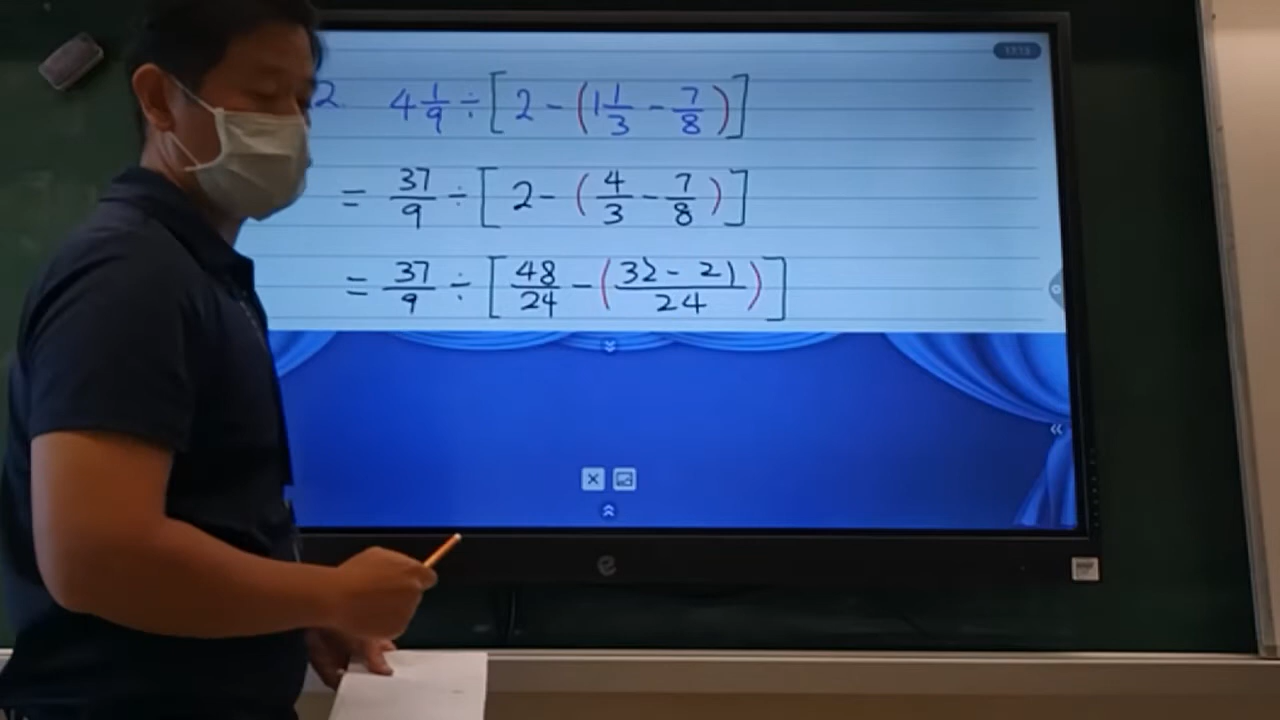 2. 4 1/9 ÷ [ 2 - ( 1 1/3 - 7/8 ) ]
= 37/9 ÷ [ 2 - ( 4/3 - 7/8 ) ]
= 37/9 ÷ [ 48/24 - ( 32 - 21 / 24 ) ]